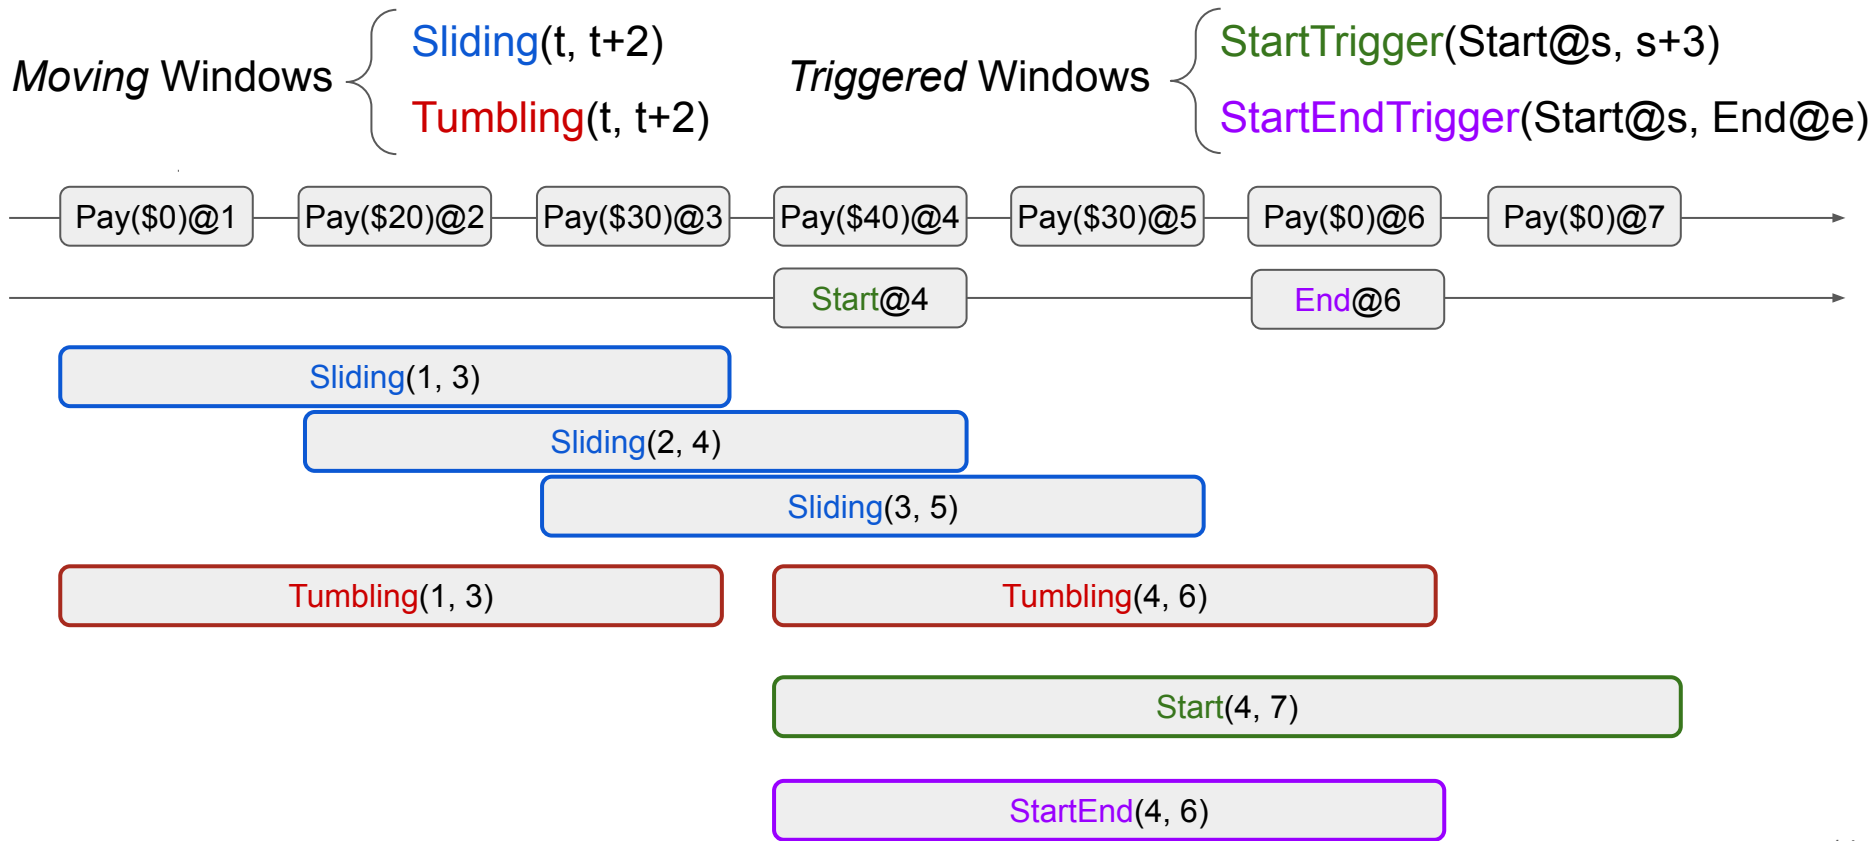 Moving Windows
Sliding(t, t+2)
Tumbling(t, t+2)
Triggered Windows
StartTrigger(Start@s, s+3)
StartEndTrigger(Start@s, End@e)
Pay($0)@1
Pay($20)@2
Pay($30)@3
Pay($40)@4
Pay($30)@5
Pay($0)@6
Pay($0)@7
Start@4
End@6
Sliding(1, 3)
Sliding(2, 4)
Sliding(3, 5)
Tumbling(1, 3)
Tumbling(4, 6)
Start(4, 7)
StartEnd(4, 6)